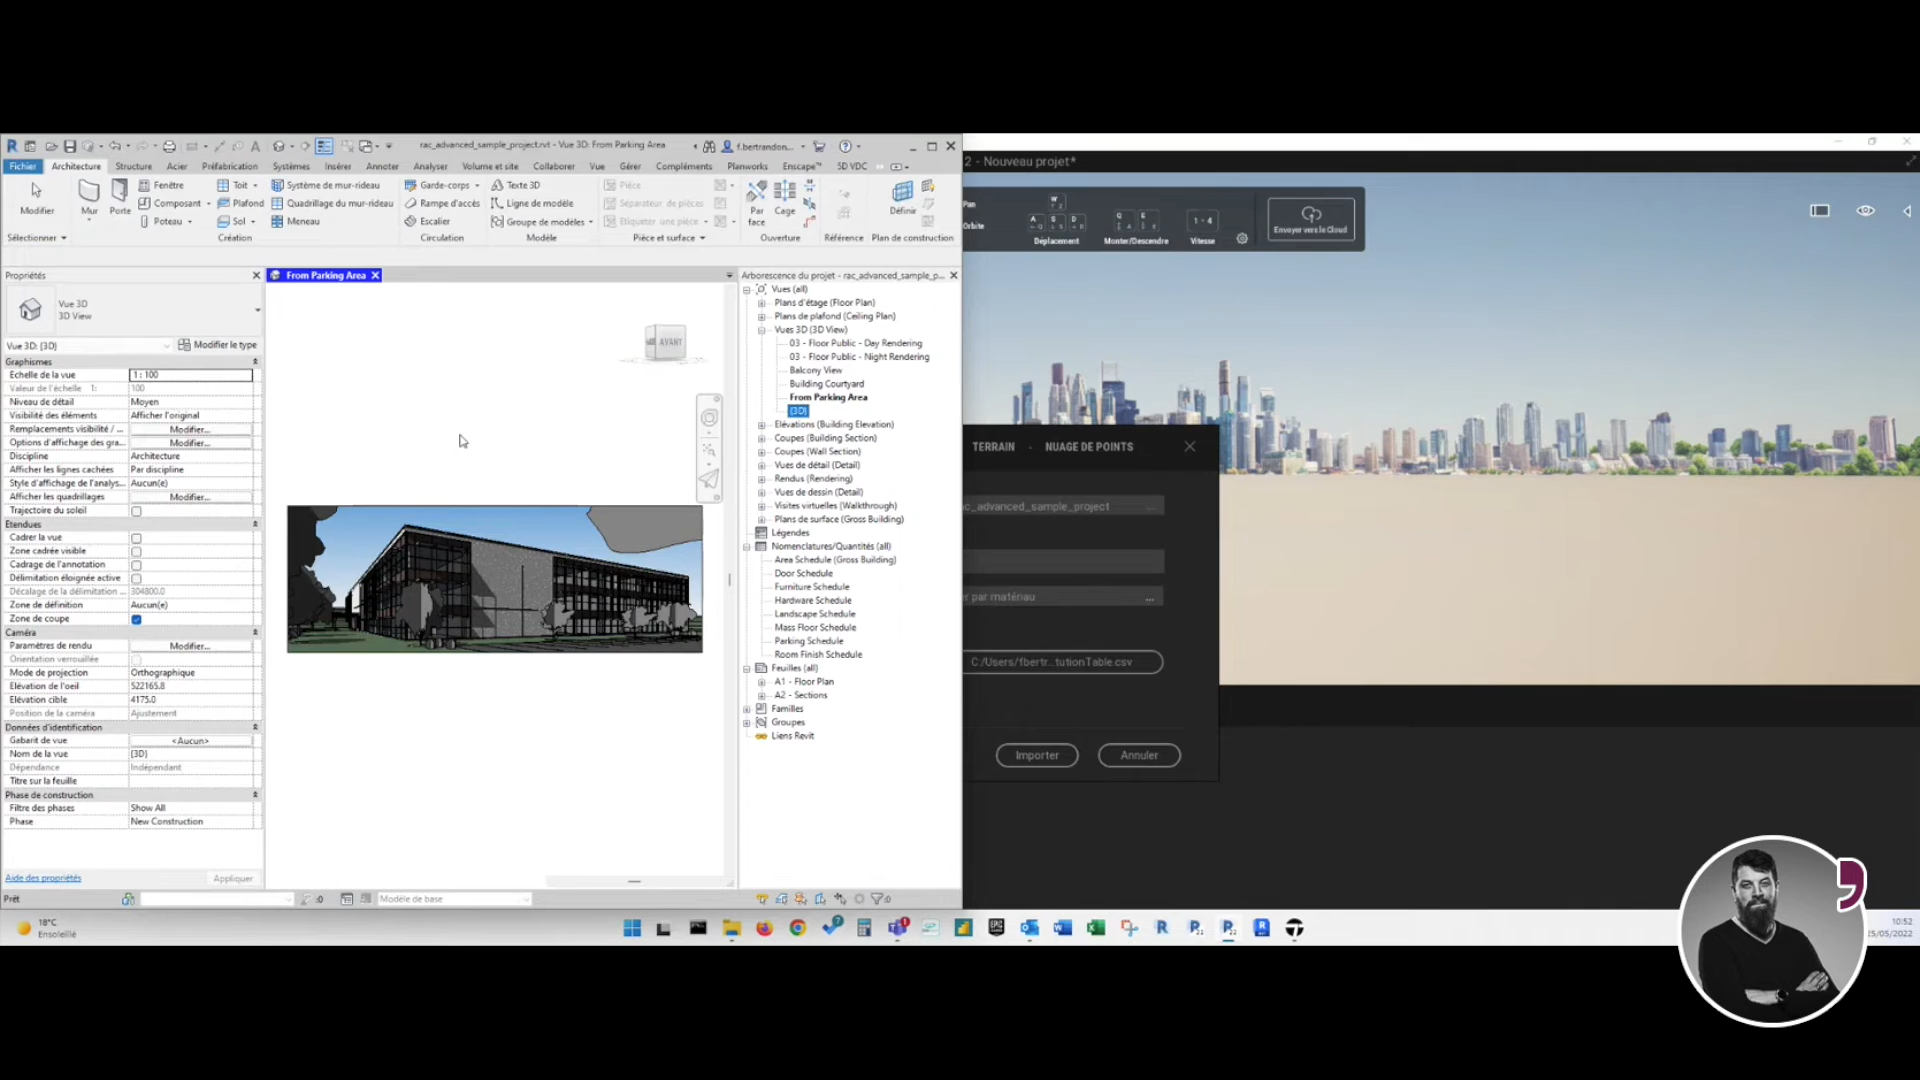 rac_advanced_sample_project.rvt - Vue 3D: From Parking Area
f.bertrandon...
Fichier Architecture Structure Acier Préfabrication Systèmes Insérer Annoter Analyser Volume et site Collaborer Vue Gérer Compléments Planworks Enscape™ 5D VDC
Modifier
Mur
Porte
Fenêtre
Composant
Poteau
Toit
Plafond
Sol
Système de mur-rideau
Quadrillage du mur-rideau
Meneau
Garde-corps
Rampe d'accès
Escalier
Texte 3D
Ligne de modèle
Groupe de modèles
Pièce
Séparateur de pièces
Etiqueter une pièce
Par face
Cage
Définir
Sélectionner
Création
Circulation
Modèle
Pièce et surface
Ouverture
Référence
Plan de construction
Propriétés
Vue 3D
3D View
Vue 3D: {3D}
Modifier le type
Graphismes
Echelle de la vue 1 : 100
Valeur de l'échelle 1: 100
Niveau de détail Moyen
Visibilité des éléments Afficher l'original
Remplacements visibilité / ... Modifier...
Options d'affichage des gra... Modifier...
Discipline Architecture
Afficher les lignes cachées Par discipline
Style d'affichage de l'analys... Aucun(e)
Afficher les quadrillages Modifier...
Trajectoire du soleil
Etendues
Cadrer la vue
Zone cadrée visible
Cadrage de l'annotation
Délimitation éloignée active
Décalage de la délimitation ... 304800.0
Zone de définition Aucun(e)
Zone de coupe
Caméra
Paramètres de rendu Modifier...
Orientation verrouillée
Mode de projection Orthographique
Elévation de l'oeil 522165.8
Elévation cible 4175.0
Position de la caméra Ajustement
Données d'identification
Gabarit de vue <Aucun>
Nom de la vue {3D}
Dépendance Indépendant
Titre sur la feuille
Phase de construction
Filtre des phases Show All
Phase New Construction
Aide des propriétés
Appliquer
From Parking Area
AVANT
Arborescence du projet - rac_advanced_sample_p...
Vues (all)
Plans d'étage (Floor Plan)
Plans de plafond (Ceiling Plan)
Vues 3D (3D View)
03 - Floor Public - Day Rendering
03 - Floor Public - Night Rendering
Balcony View
Building Courtyard
From Parking Area
{3D}
Elévations (Building Elevation)
Coupes (Building Section)
Coupes (Wall Section)
Vues de détail (Detail)
Rendus (Rendering)
Vues de dessin (Detail)
Visites virtuelles (Walkthrough)
Plans de surface (Gross Building)
Légendes
Nomenclatures/Quantités (all)
Area Schedule (Gross Building)
Door Schedule
Furniture Schedule
Hardware Schedule
Landscape Schedule
Mass Floor Schedule
Parking Schedule
Room Finish Schedule
Feuilles (all)
A1 - Floor Plan
A2 - Sections
Familles
Groupes
Liens Revit
Prêt
:0
Modèle de base
:0
2 - Nouveau projet*
Pan
Orbite
Déplacement
Monter/Descendre
1 - 4
Vitesse
Envoyer vers le Cloud
TERRAIN - NUAGE DE POINTS
c_advanced_sample_project ...
er par matériau ...
C:/Users/fbertr...tutionTable.csv
Importer
Annuler
18°C
Ensoleillé
10:52
25/05/2022